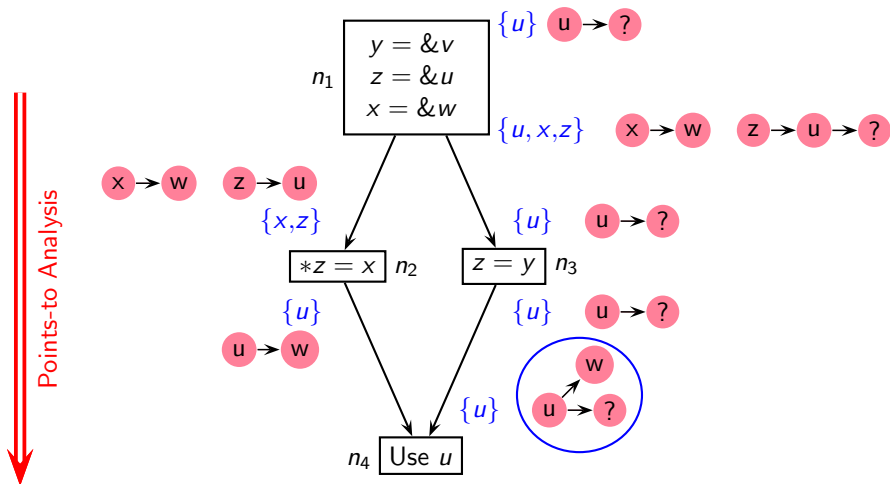 {u} u ?
y = &v
z = &u
x = &w
n₁
{u, x,z} x w z u ?
x w z u
{x,z}
{u} u ?
*z = x n₂
z = y n₃
{u}
u w
{u} u ?
w
u ?
{u}
n₄ Use u
Points-to Analysis